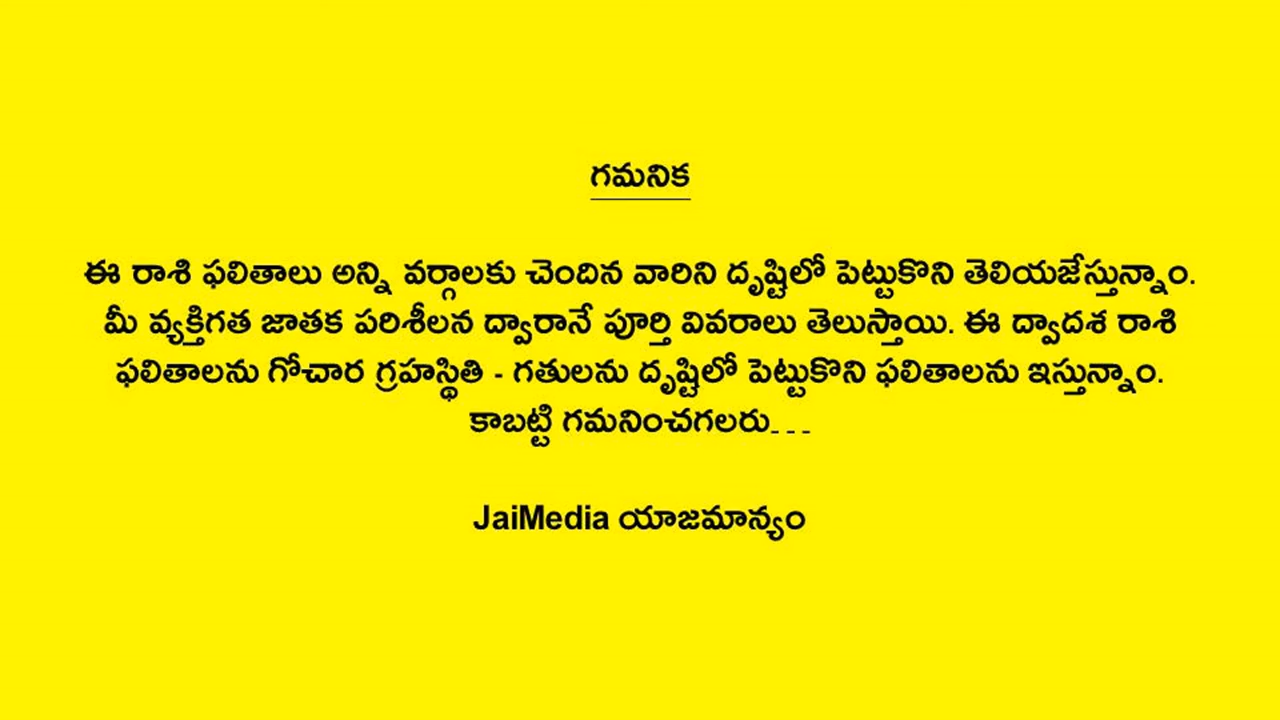 గమనిక
ఈ రాశి ఫలితాలు అన్ని వర్గాలకు చెందిన వారిని దృష్టిలో పెట్టుకొని తెలియజేస్తున్నాం.
మీ వ్యక్తిగత జాతక పరిశీలన ద్వారానే పూర్తి వివరాలు తెలుస్తాయి. ఈ ద్వాదశ రాశి
ఫలితాలను గోచార గ్రహస్థితి - గతులను దృష్టిలో పెట్టుకొని ఫలితాలను ఇస్తున్నాం.
కాబట్టి గమనించగలరు...
JaiMedia యాజమాన్యం